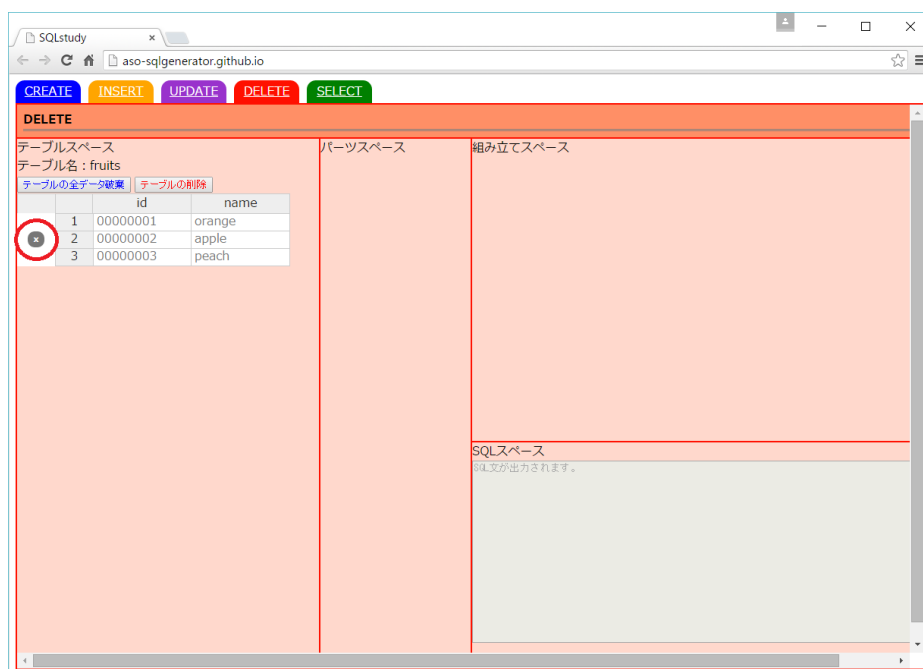 SQLstudy
aso-sqlgenerator.github.io
CREATE INSERT UPDATE DELETE SELECT
DELETE
テーブルスペース
テーブル名：fruits
テーブルの全データ破棄 テーブルの削除
id name
1 00000001 orange
2 00000002 apple
3 00000003 peach
パーツスペース
組み立てスペース
SQLスペース
SQL文が出力されます。